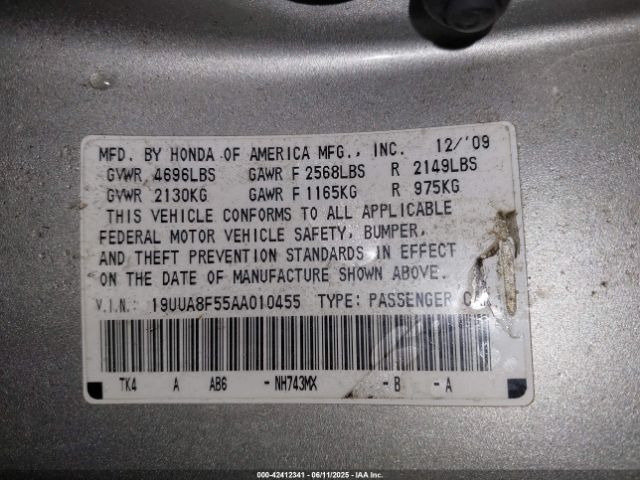 MFD. BY HONDA OF AMERICA MFG., INC. 12/'09
GVWR 4696LBS GAWR F 2568LBS R 2149LBS
GVWR 2130KG GAWR F 1165KG R 975KG
THIS VEHICLE CONFORMS TO ALL APPLICABLE
FEDERAL MOTOR VEHICLE SAFETY, BUMPER,
AND THEFT PREVENTION STANDARDS IN EFFECT
ON THE DATE OF MANUFACTURE SHOWN ABOVE.
V.I.N.: 19UUA8F55AA010455 TYPE: PASSENGER CAR
TK4 A AB6 -NH743MX -B -A
000-42412341 - 06/11/2025 - IAA Inc.